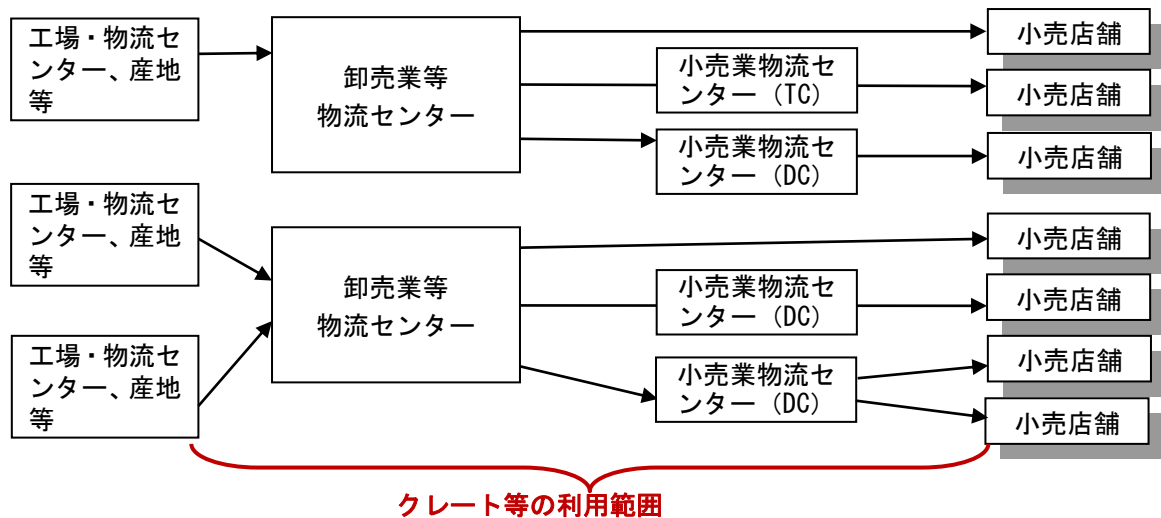 工場・物流セ
ンター、産地
等
卸売業等
物流センター
小売店舗
小売業物流セ
ンター（TC）
小売店舗
小売業物流セ
ンター（DC）
小売店舗
工場・物流セ
ンター、産地
等
卸売業等
物流センター
小売店舗
小売業物流セ
ンター（DC）
小売店舗
工場・物流セ
ンター、産地
等
小売業物流セ
ンター（DC）
小売店舗
小売店舗
クレート等の利用範囲